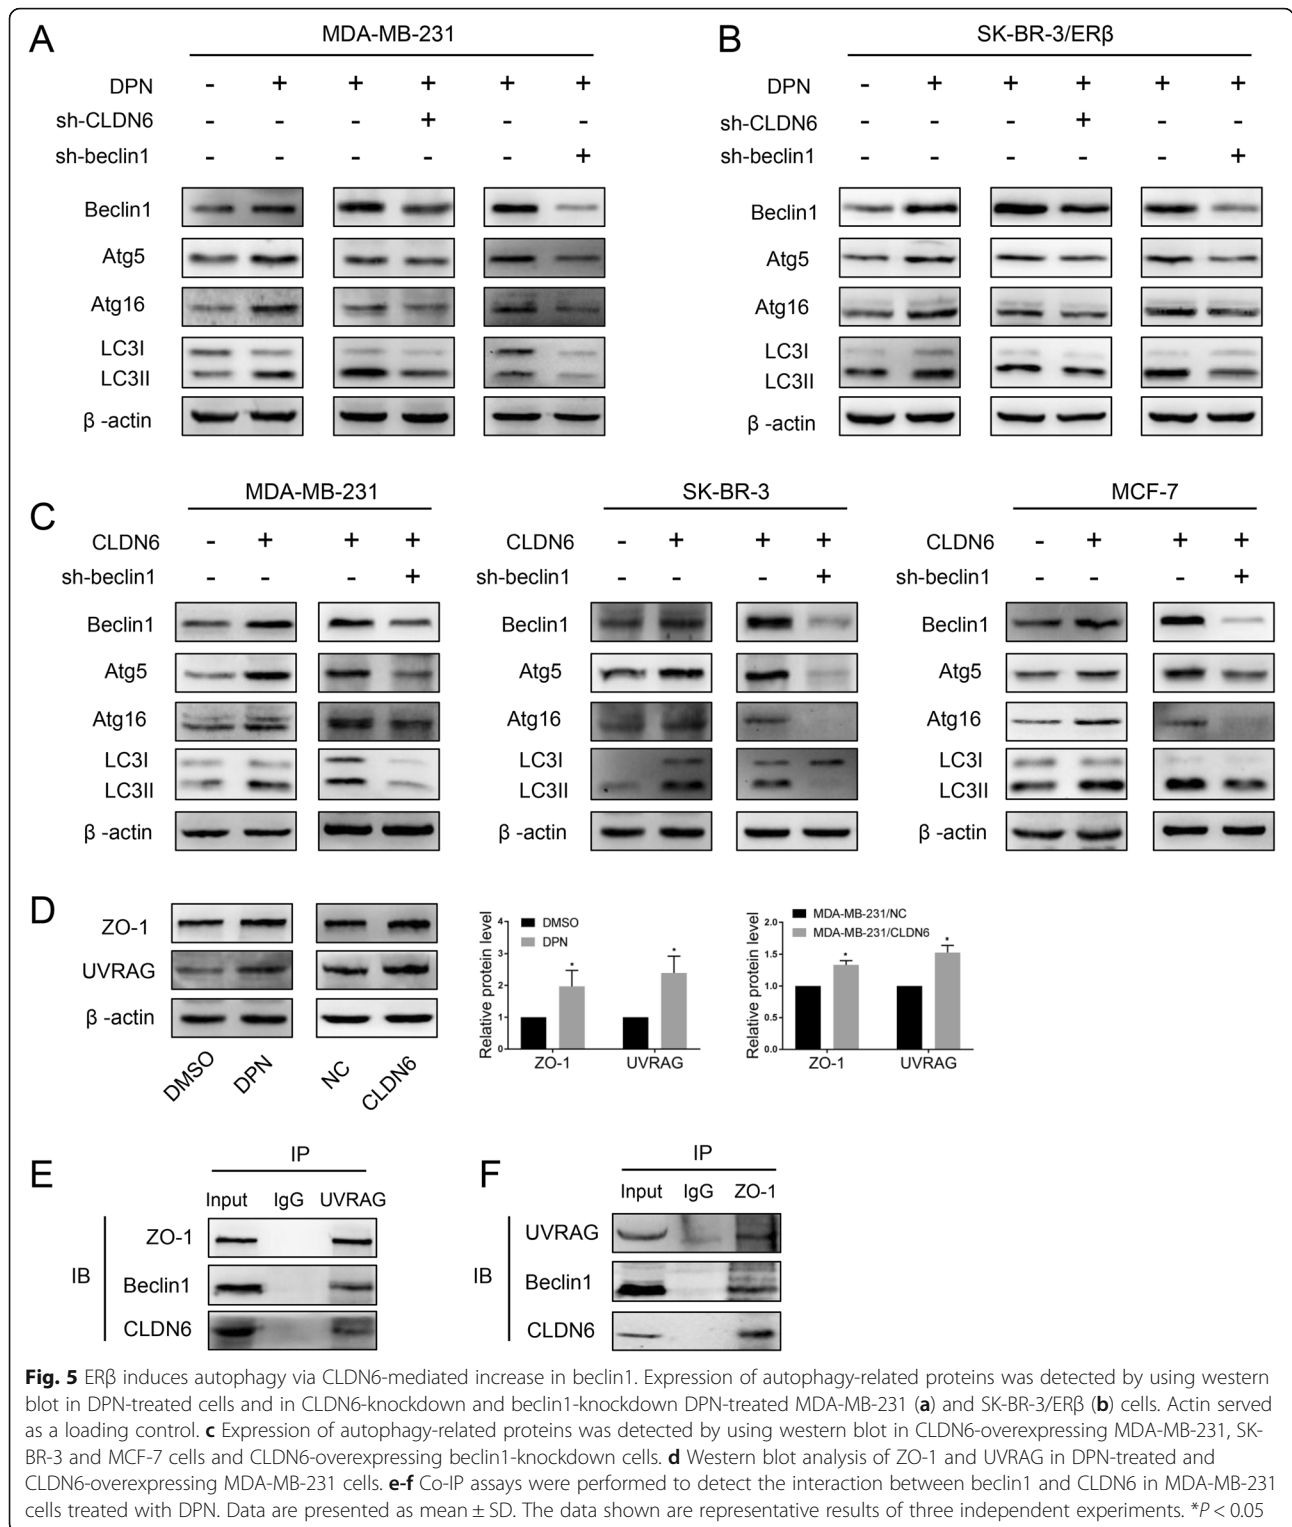 A
MDA-MB-231
DPN - + + + + +
sh-CLDN6 - - - + - -
sh-beclin1 - - - - - +
Beclin1
Atg5
Atg16
LC3I
LC3II
β -actin
B
SK-BR-3/ERβ
DPN - + + + + +
sh-CLDN6 - - - + - -
sh-beclin1 - - - - - +
Beclin1
Atg5
Atg16
LC3I
LC3II
β -actin
C
MDA-MB-231
CLDN6 - + + +
sh-beclin1 - - - +
Beclin1
Atg5
Atg16
LC3I
LC3II
β -actin
SK-BR-3
CLDN6 - + + +
sh-beclin1 - - - +
Beclin1
Atg5
Atg16
LC3I
LC3II
β -actin
MCF-7
CLDN6 - + + +
sh-beclin1 - - - +
Beclin1
Atg5
Atg16
LC3I
LC3II
β -actin
D
ZO-1
UVRAG
β -actin
DMSO DPN NC CLDN6
Relative protein level
4
3
2
1
0
DMSO
DPN
* *
ZO-1 UVRAG
Relative protein level
2.0
1.5
1.0
0.5
0.0
MDA-MB-231/NC
MDA-MB-231/CLDN6
* *
ZO-1 UVRAG
E
IP
Input IgG UVRAG
IB
ZO-1
Beclin1
CLDN6
F
IP
Input IgG ZO-1
IB
UVRAG
Beclin1
CLDN6
Fig. 5 ERβ induces autophagy via CLDN6-mediated increase in beclin1. Expression of autophagy-related proteins was detected by using western
blot in DPN-treated cells and in CLDN6-knockdown and beclin1-knockdown DPN-treated MDA-MB-231 (a) and SK-BR-3/ERβ (b) cells. Actin served
as a loading control. c Expression of autophagy-related proteins was detected by using western blot in CLDN6-overexpressing MDA-MB-231, SK-
BR-3 and MCF-7 cells and CLDN6-overexpressing beclin1-knockdown cells. d Western blot analysis of ZO-1 and UVRAG in DPN-treated and
CLDN6-overexpressing MDA-MB-231 cells. e-f Co-IP assays were performed to detect the interaction between beclin1 and CLDN6 in MDA-MB-231
cells treated with DPN. Data are presented as mean ± SD. The data shown are representative results of three independent experiments. *P < 0.05